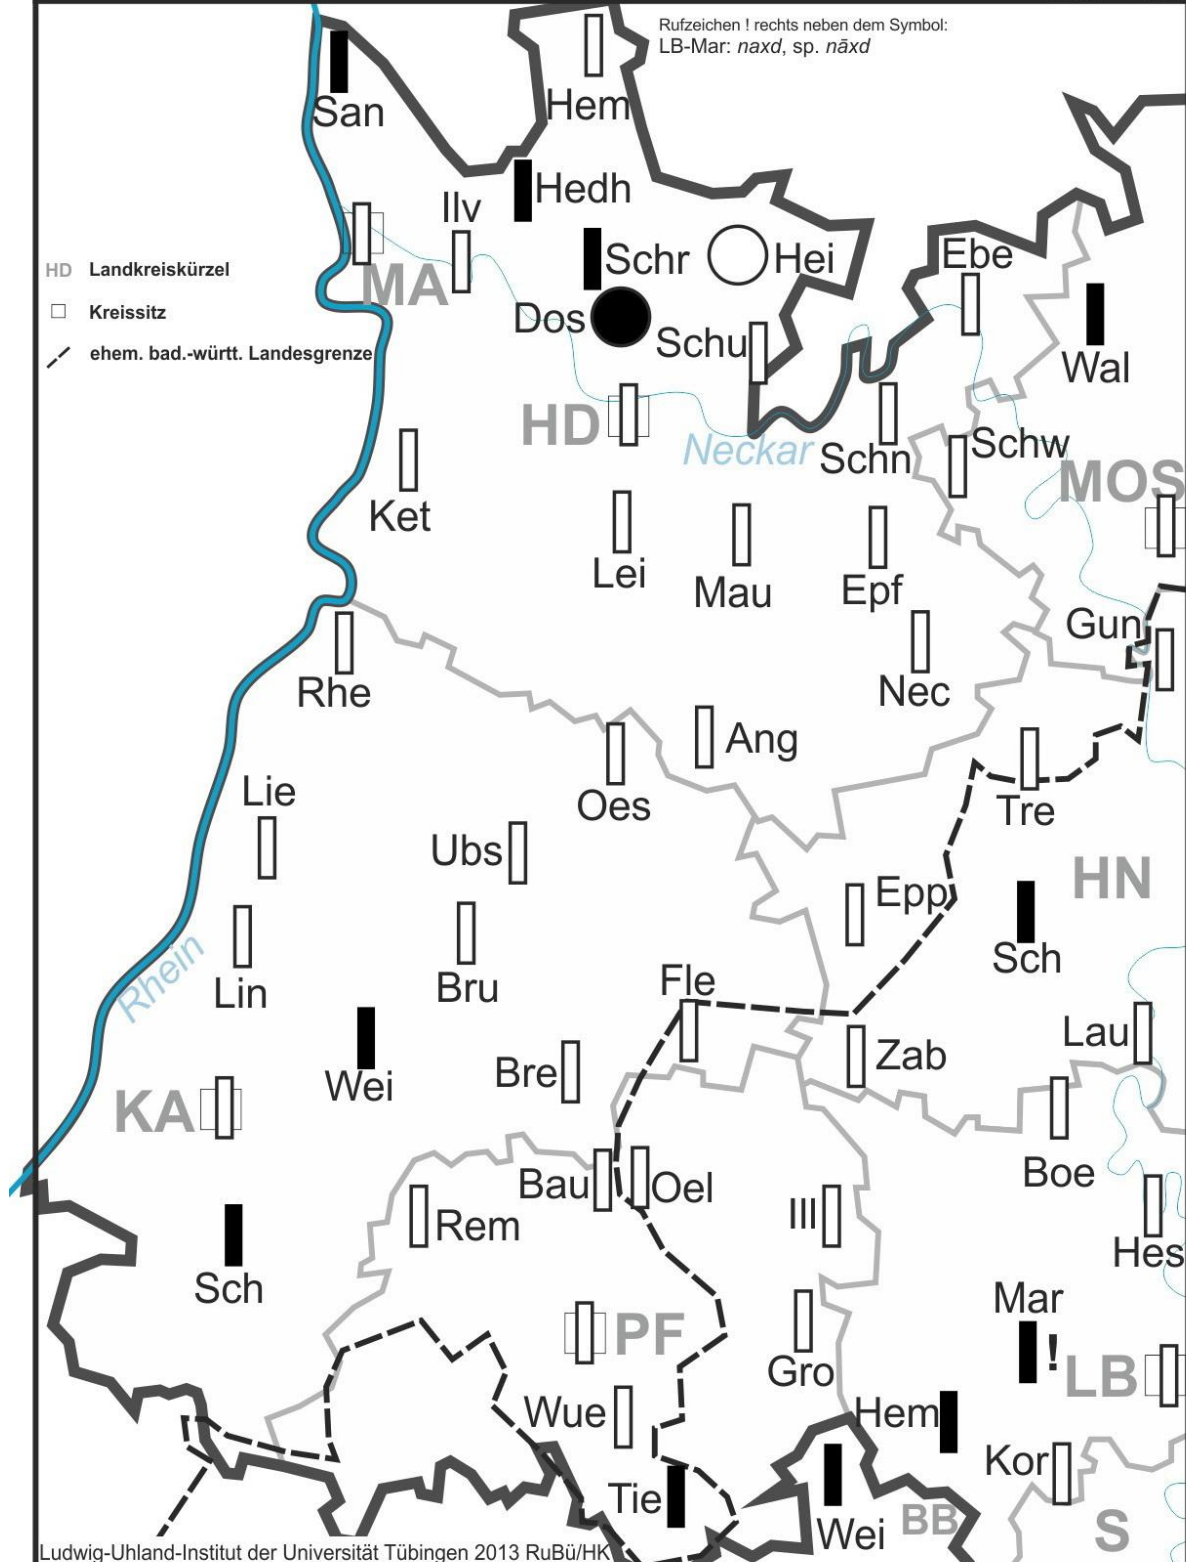 Rufzeichen ! rechts neben dem Symbol:
LB-Mar: naxd, sp. nāxd
San
Hem
Hedh
Ilv
MA
Schr
Hei
Ebe
HD Landkreiskürzel
Kreissitz
ehem. bad.-württ. Landesgrenze
Dos
Schu
Wal
HD
Neckar
Schn
Schw
MOS
Ket
Lei
Mau
Epf
Gun
Rhe
Nec
Ang
Oes
Tre
Lie
Ubs
Epp
HN
Rhein
Lin
Bru
Fle
Sch
Wei
Bre
Zab
Lau
KA
Bau
Oel
Boe
Rem
Ill
Hes
Sch
PF
Mar
!
LB
Gro
Wue
Hem
Kor
Tie
Wei
BB
S
Ludwig-Uhland-Institut der Universität Tübingen 2013 RuBü/HK